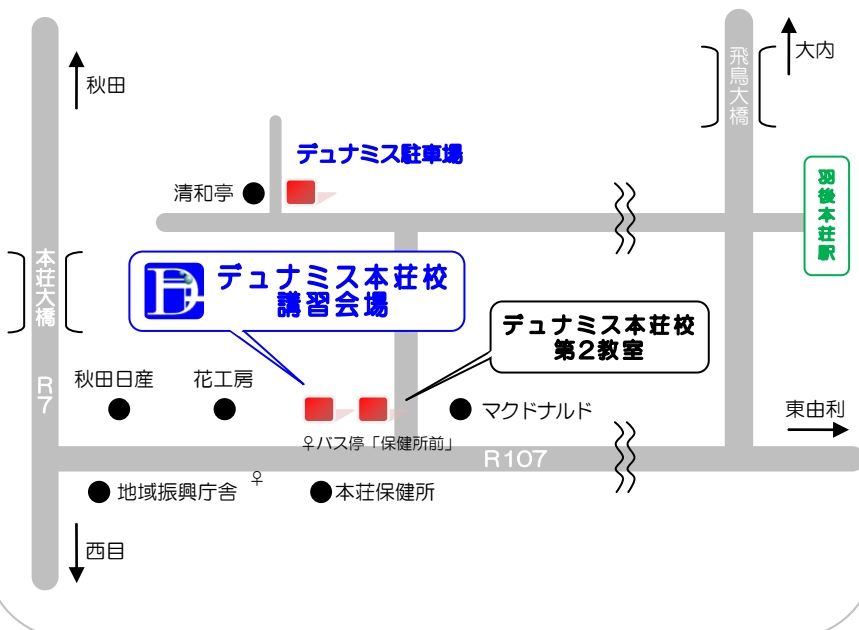 秋田
大内
飛鳥大橋
デュナミス駐車場
清和亭
羽後本荘駅
本荘大橋
デュナミス本荘校
講習会場
デュナミス本荘校
第2教室
R7
秋田日産
花工房
マクドナルド
東由利
♀バス停「保健所前」
R107
地域振興庁舎
♀
本荘保健所
西目